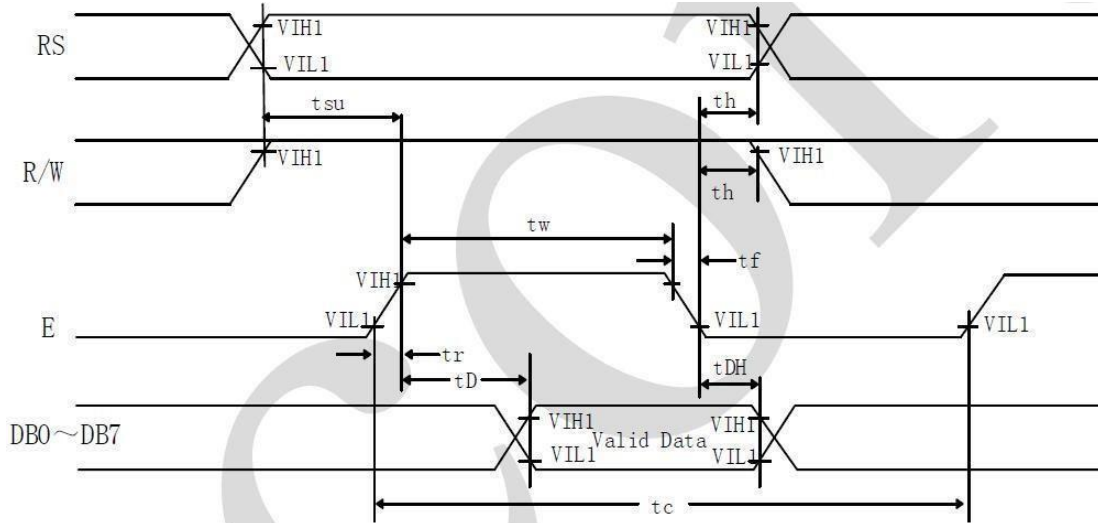 RS
VIH1
VIL1
VIH1
VIL1
tsu
th
R/W
VIH1
VIH1
th
tw
tf
E
VIH1
VIL1
VIL1
VIL1
tr
tD
tDH
DB0～DB7
VIH1
VIL1
Valid Data
VIH1
VIL1
tc